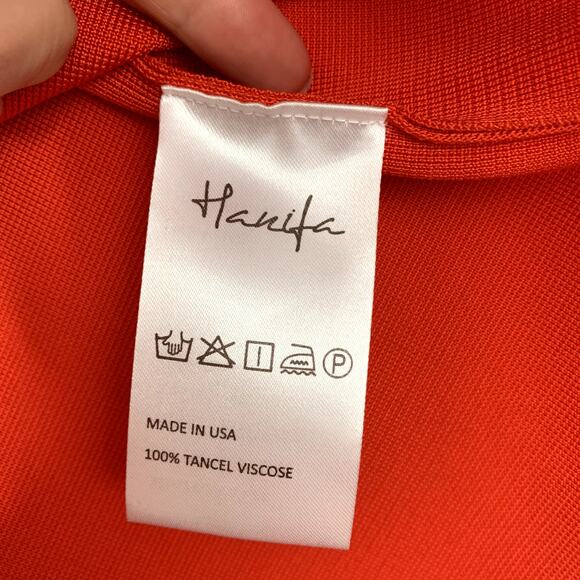 Hanifa
P
MADE IN USA
100% TANCEL VISCOSE